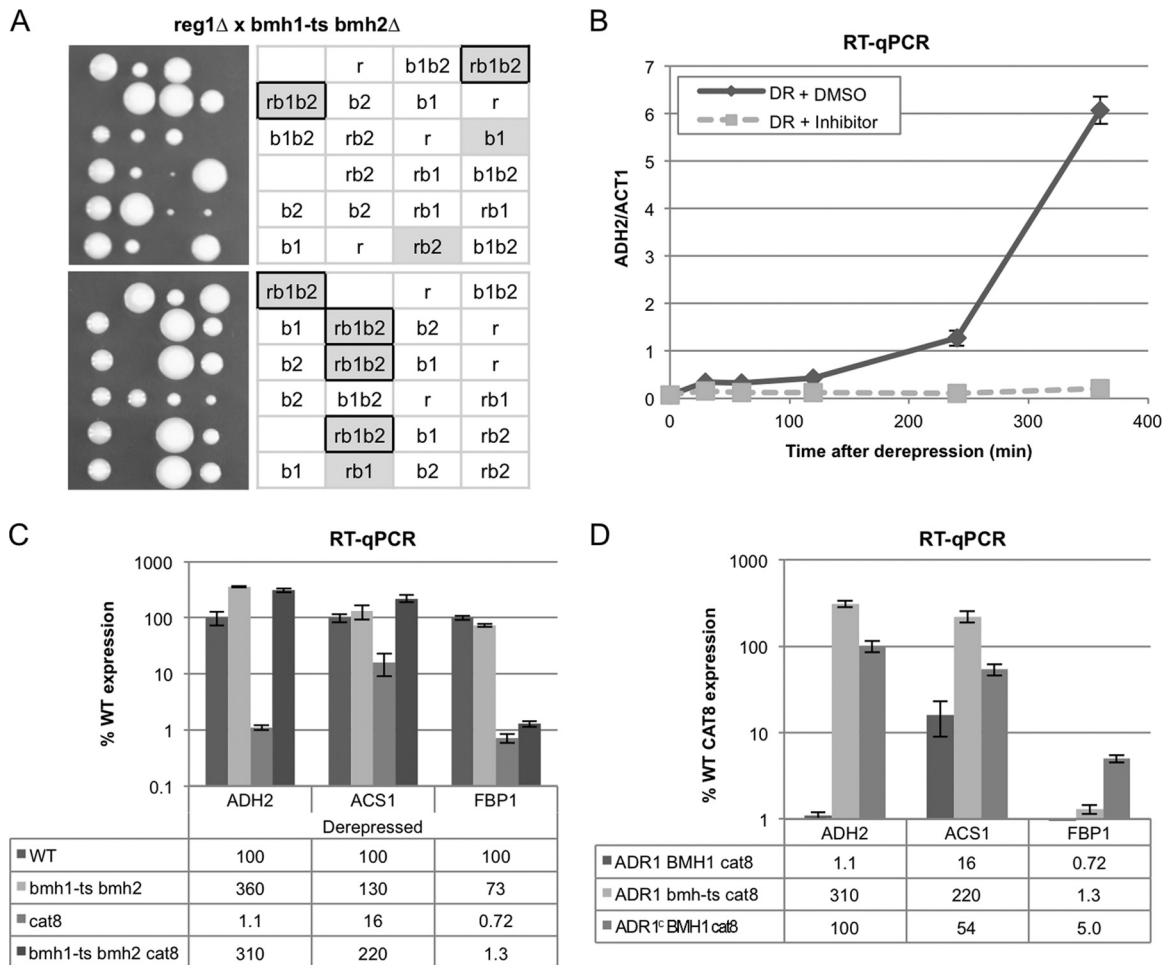 A
reg1Δ x bmh1-ts bmh2Δ
r b1b2 rb1b2
rb1b2 b2 b1 r
b1b2 rb2 r b1
rb2 rb1 b1b2
b2 b2 rb1 rb1
b1 r rb2 b1b2
rb1b2 r b1b2
b1 rb1b2 b2 r
b2 rb1b2 b1 r
b2 b1b2 r rb1
rb1b2 b1 rb2
b1 rb1 b2 rb2
B
RT-qPCR
DR + DMSO
DR + Inhibitor
ADH2/ACT1
7
6
5
4
3
2
1
0
0 100 200 300 400
Time after derepression (min)
C
RT-qPCR
% WT expression
1000
100
10
1
0.1
ADH2 ACS1 FBP1
Derepressed
WT 100 100 100
bmh1-ts bmh2 360 130 73
cat8 1.1 16 0.72
bmh1-ts bmh2 cat8 310 220 1.3
D
RT-qPCR
% WT CAT8 expression
1000
100
10
1
ADH2 ACS1 FBP1
ADR1 BMH1 cat8 1.1 16 0.72
ADR1 bmh-ts cat8 310 220 1.3
ADR1ᶜ BMH1 cat8 100 54 5.0